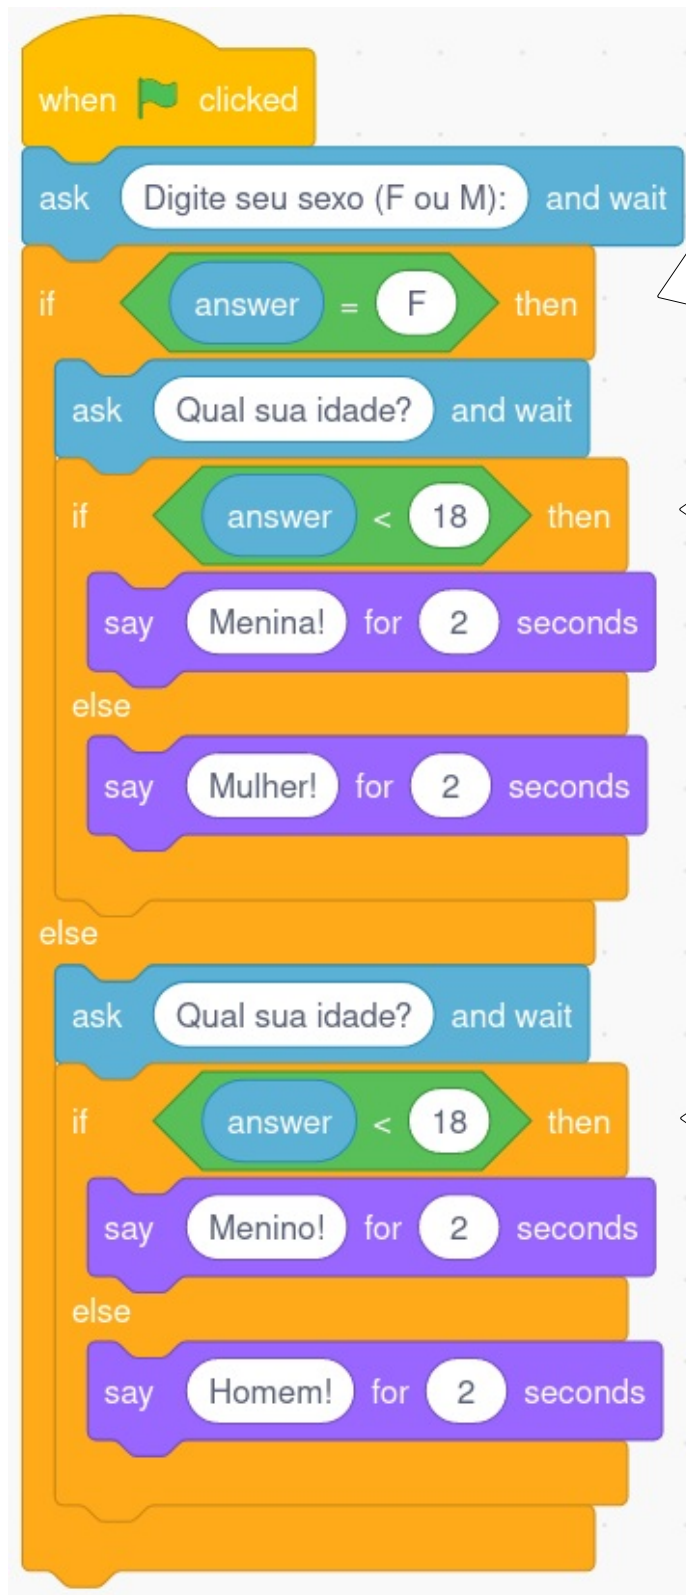 when clicked
ask Digite seu sexo (F ou M): and wait
if answer = F then
ask Qual sua idade? and wait
if answer < 18 then
say Menina! for 2 seconds
else
say Mulher! for 2 seconds
else
ask Qual sua idade? and wait
if answer < 18 then
say Menino! for 2 seconds
else
say Homem! for 2 seconds